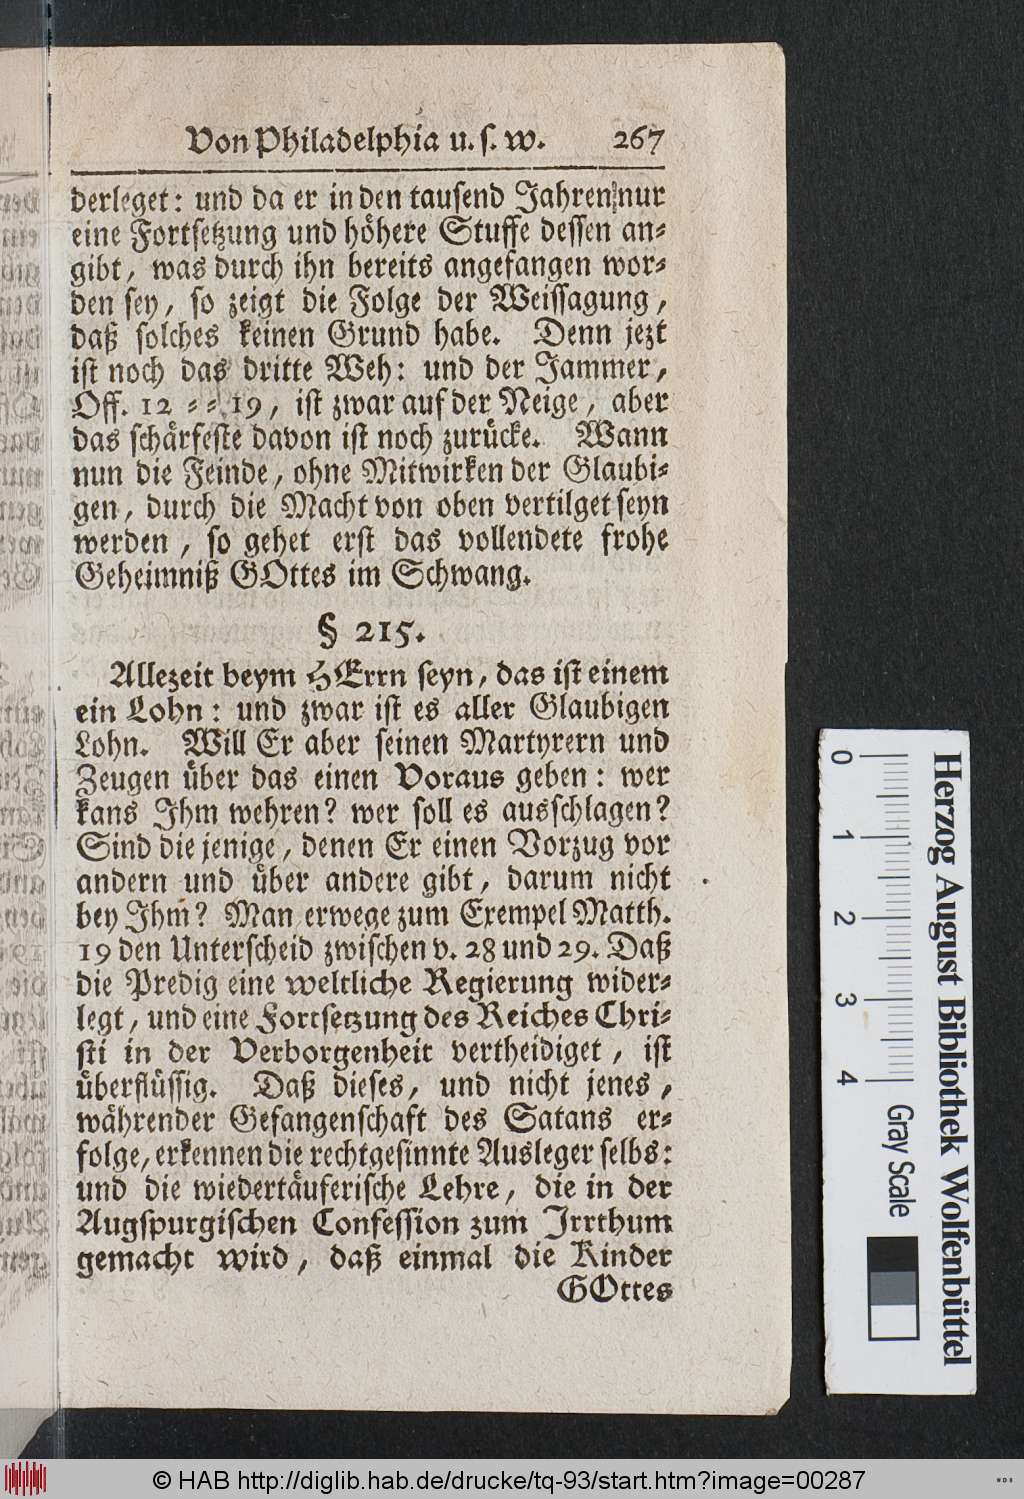 Von Philadelphia u. s. w. 267
derleget: und da er in den tausend Jahren nur
eine Fortsetzung und höhere Stuffe dessen an⸗
gibt, was durch ihn bereits angefangen wor⸗
den sey, so zeigt die Folge der Weissagung,
daß solches keinen Grund habe. Denn jezt
ist noch das dritte Weh: und der Jammer,
Off. 12 ⸗ ⸗ 19, ist zwar auf der Neige, aber
das schärfeste davon ist noch zurücke. Wann
nun die Feinde, ohne Mitwirken der Glaubi⸗
gen, durch die Macht von oben vertilget seyn
werden, so gehet erst das vollendete frohe
Geheimniß GOttes im Schwang.
§ 215.
Allezeit beym HErrn seyn, das ist einem
ein Lohn: und zwar ist es aller Glaubigen
Lohn. Will Er aber seinen Martyrern und
Zeugen über das einen Voraus geben: wer
kans Ihm wehren? wer soll es ausschlagen?
Sind die jenige, denen Er einen Vorzug vor
andern und über andere gibt, darum nicht
bey Ihm? Man erwege zum Exempel Matth.
19 den Unterscheid zwischen v. 28 und 29. Daß
die Predig eine weltliche Regierung wider⸗
legt, und eine Fortsetzung des Reiches Chri⸗
sti in der Verborgenheit vertheidiget, ist
überflüssig. Daß dieses, und nicht jenes,
währender Gefangenschaft des Satans er⸗
folge, erkennen die rechtgesinnte Ausleger selbs:
und die wiedertäuferische Lehre, die in der
Augspurgischen Confession zum Irrthum
gemacht wird, daß einmal die Kinder
GOttes
0 1 2 3 4
Gray Scale
Herzog August Bibliothek Wolfenbüttel
© HAB http://diglib.hab.de/drucke/tq-93/start.htm?image=00287